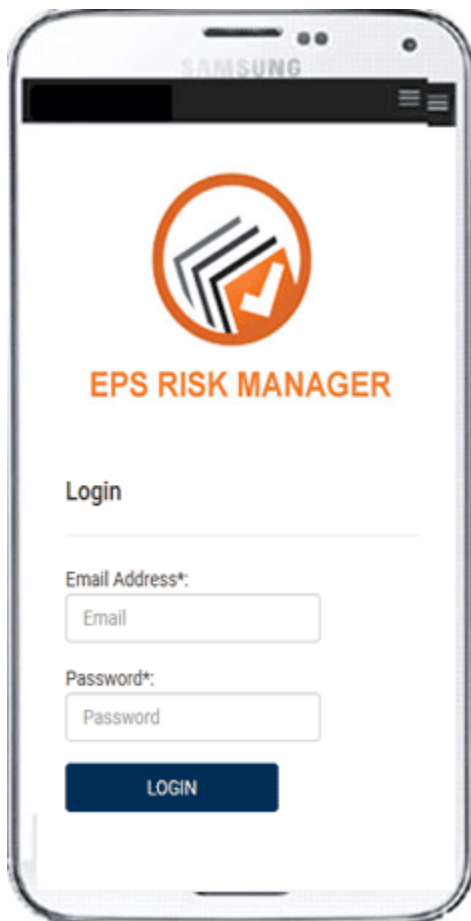 SAMSUNG
EPS RISK MANAGER
Login
Email Address*:
Email
Password*:
Password
LOGIN